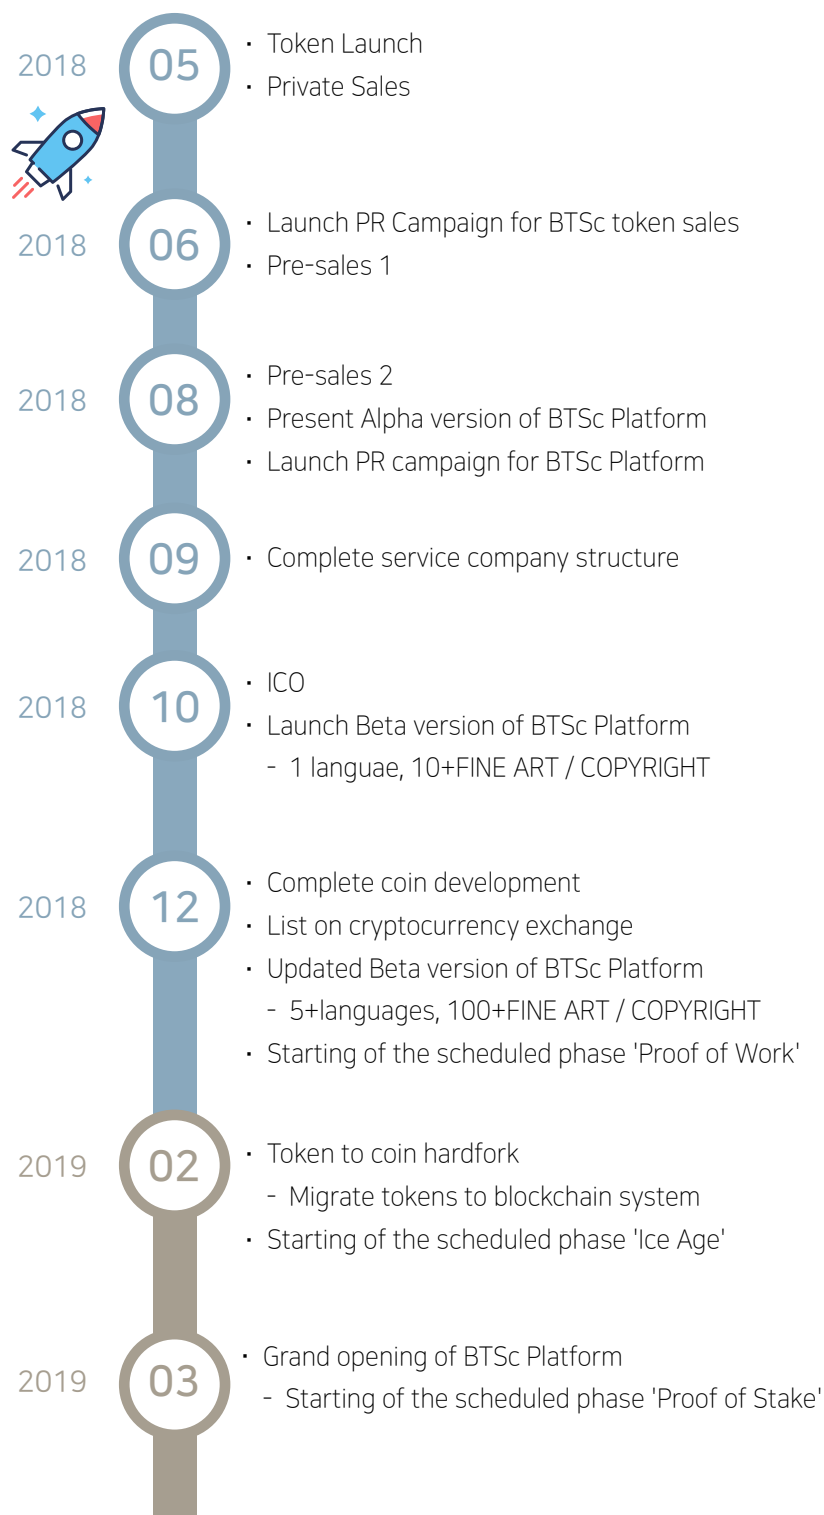 2018
05
· Token Launch
· Private Sales
2018
06
· Launch PR Campaign for BTSc token sales
· Pre-sales 1
2018
08
· Pre-sales 2
· Present Alpha version of BTSc Platform
· Launch PR campaign for BTSc Platform
2018
09
· Complete service company structure
2018
10
· ICO
· Launch Beta version of BTSc Platform
- 1 languae, 10+FINE ART / COPYRIGHT
2018
12
· Complete coin development
· List on cryptocurrency exchange
· Updated Beta version of BTSc Platform
- 5+languages, 100+FINE ART / COPYRIGHT
· Starting of the scheduled phase 'Proof of Work'
2019
02
· Token to coin hardfork
- Migrate tokens to blockchain system
· Starting of the scheduled phase 'Ice Age'
2019
03
· Grand opening of BTSc Platform
- Starting of the scheduled phase 'Proof of Stake'